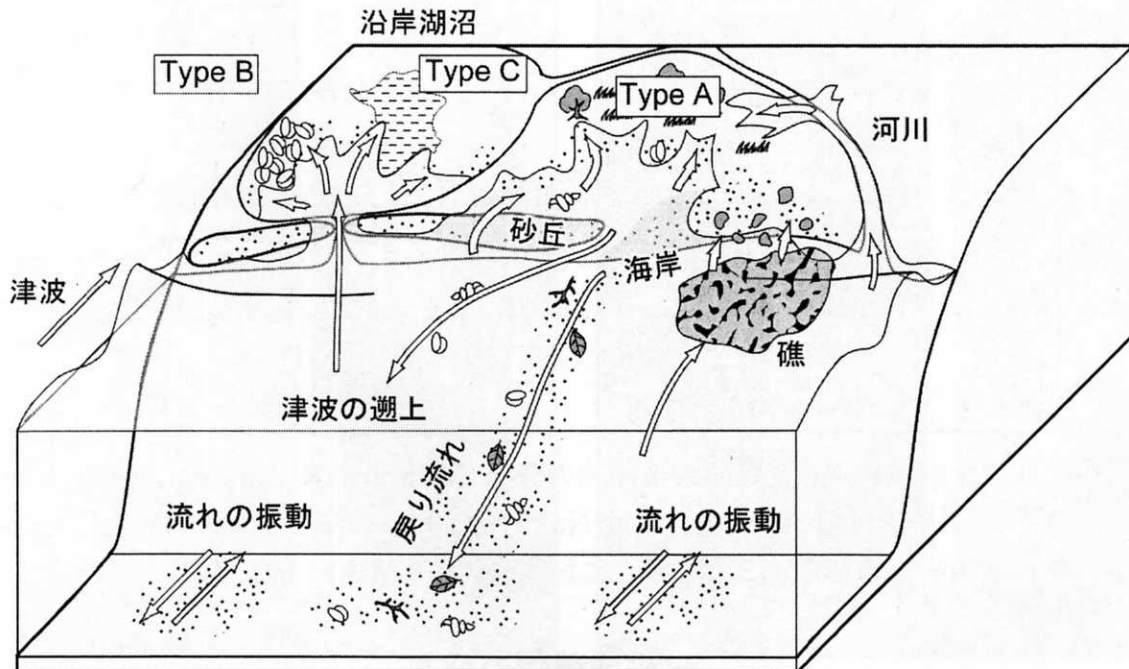 沿岸湖沼
Type B
Type C
Type A
河川
砂丘
海岸
津波
礁
津波の遡上
戻り流れ
流れの振動
流れの振動